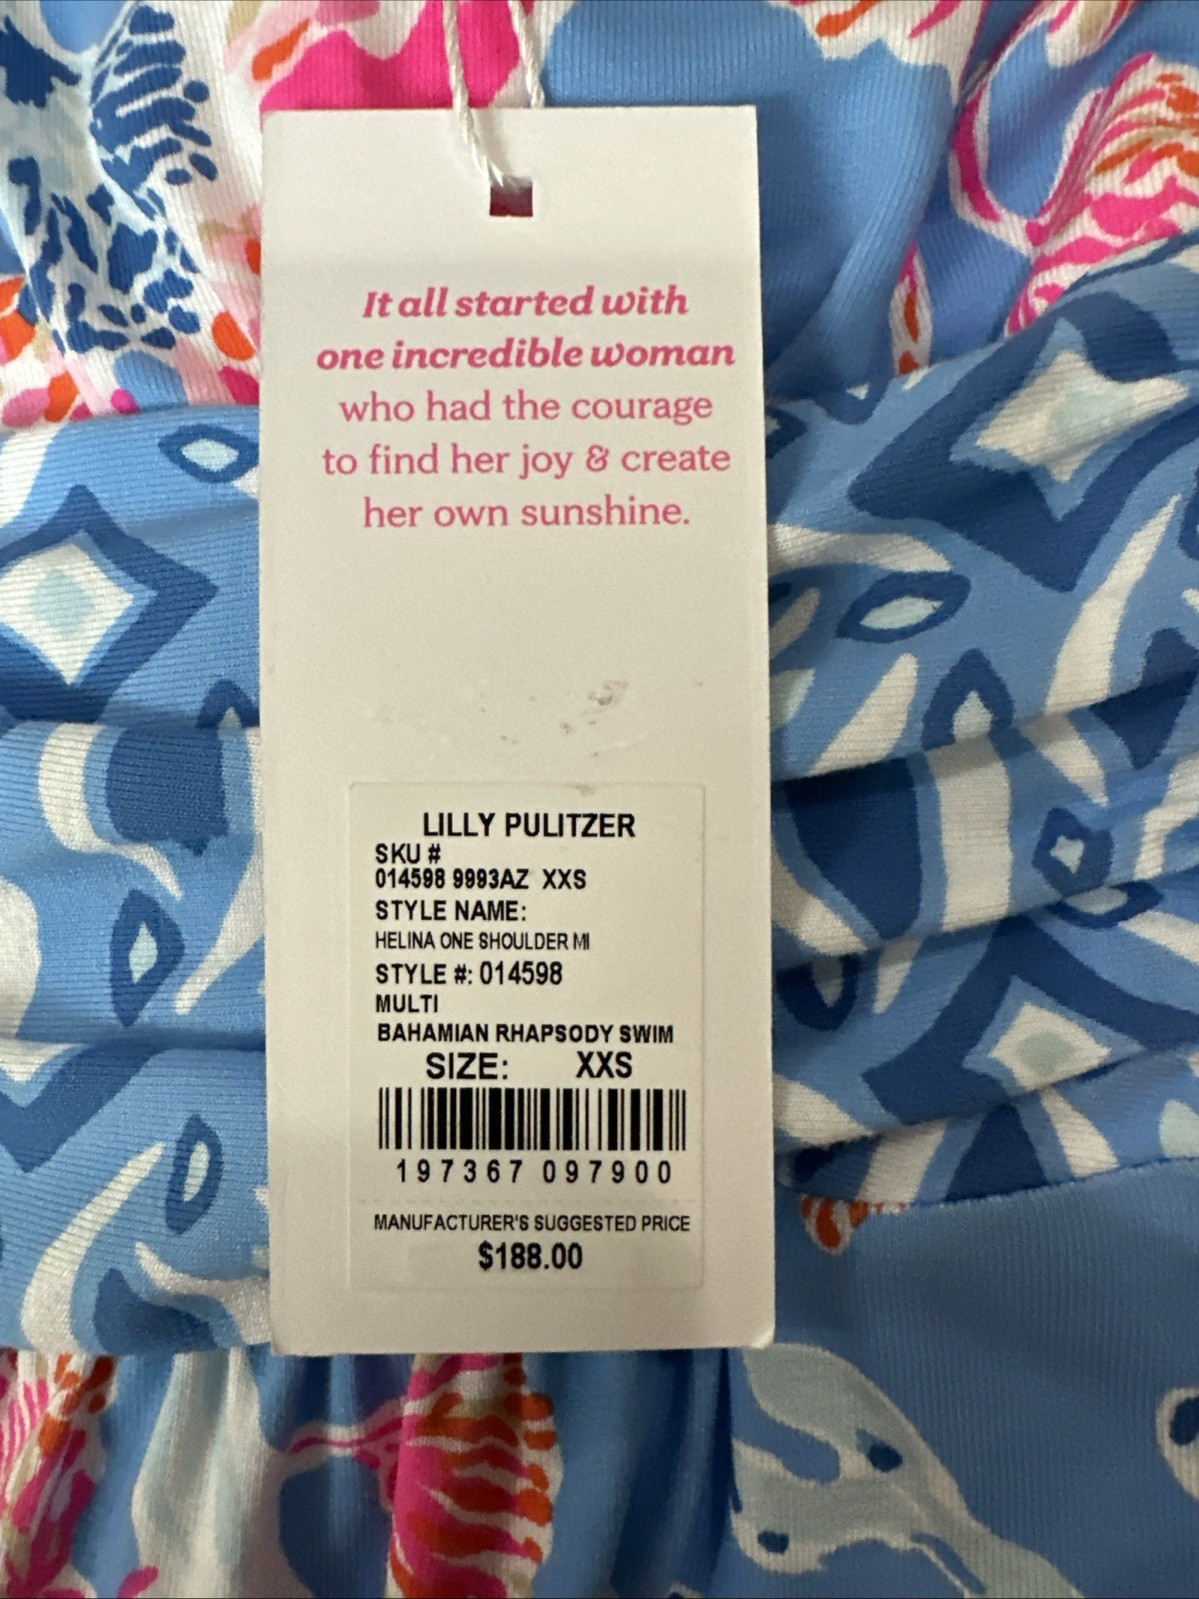 It all started with
one incredible woman
who had the courage
to find her joy & create
her own sunshine.
LILLY PULITZER
SKU #
014598 9993AZ XXS
STYLE NAME:
HELINA ONE SHOULDER MI
STYLE #: 014598
MULTI
BAHAMIAN RHAPSODY SWIM
SIZE: XXS
197367 097900
MANUFACTURER'S SUGGESTED PRICE
$188.00